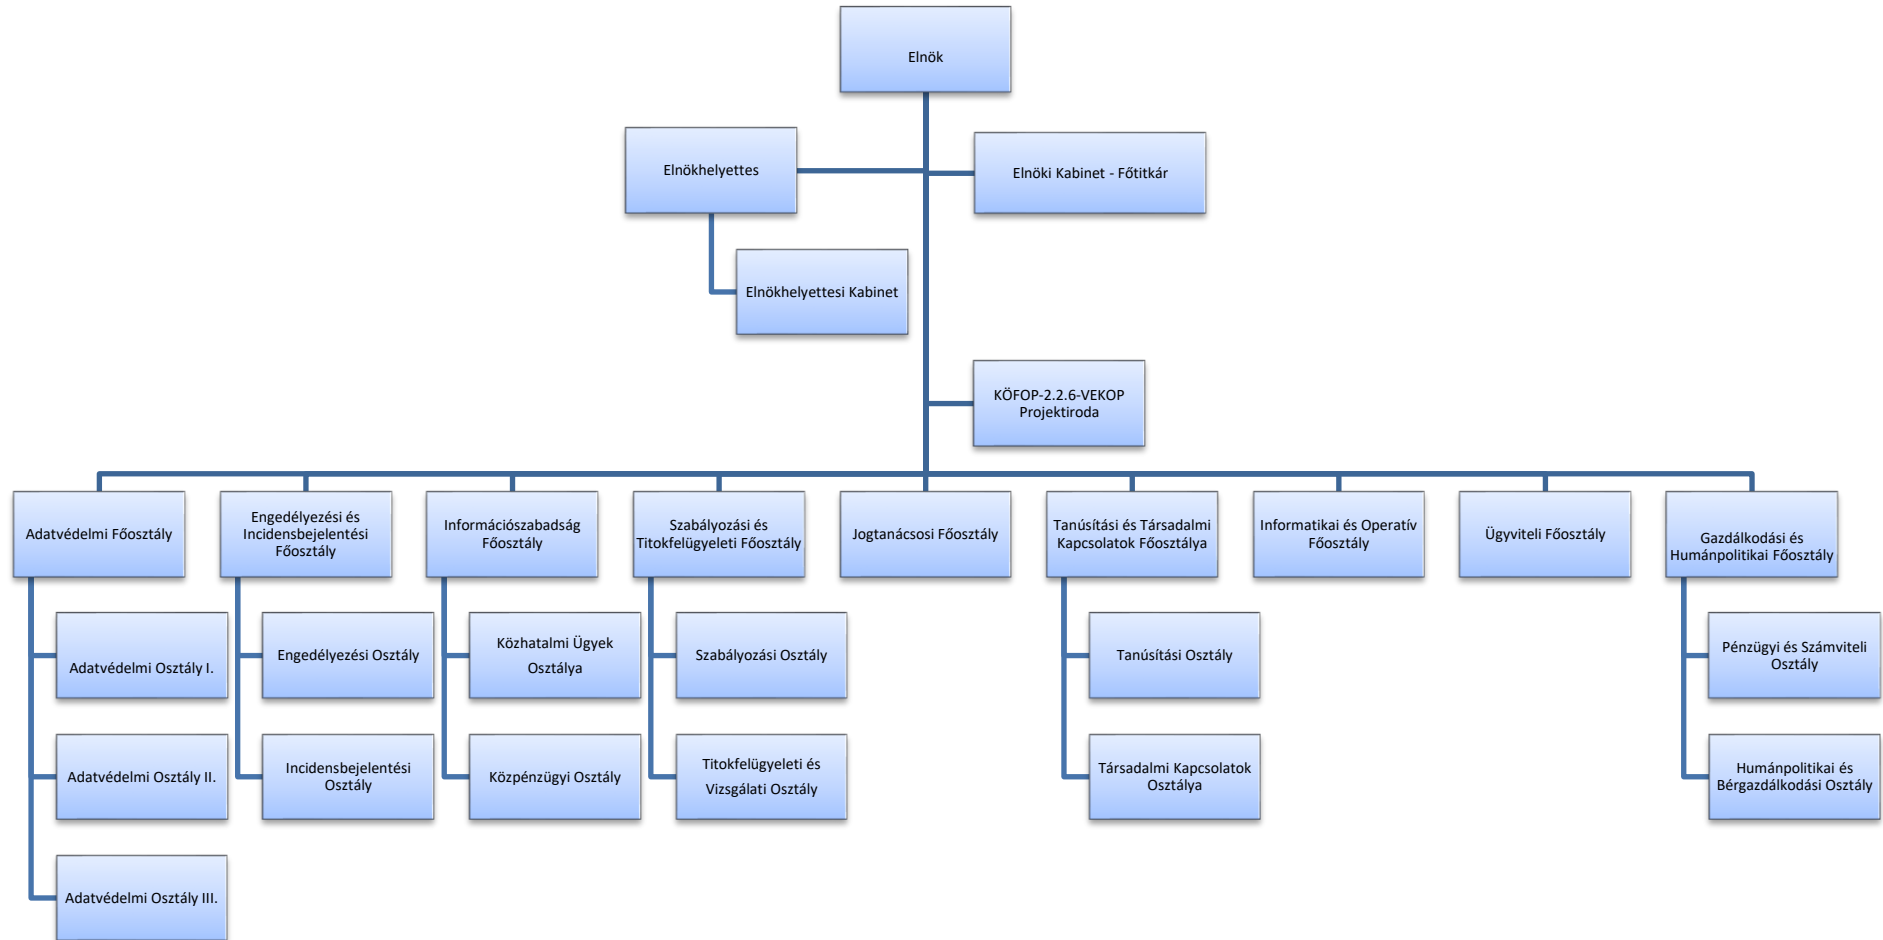 Elnök
Elnökhelyettes
Elnöki Kabinet - Főtitkár
Elnökhelyettesi Kabinet
KÖFOP-2.2.6-VEKOP
Projektiroda
Adatvédelmi Főosztály
Engedélyezési és
Incidensbejelentési
Főosztály
Információszabadság
Főosztály
Szabályozási és
Titokfelügyeleti Főosztály
Jogtanácsosi Főosztály
Tanúsítási és Társadalmi
Kapcsolatok Főosztálya
Informatikai és Operatív
Főosztály
Ügyviteli Főosztály
Gazdálkodási és
Humánpolitikai Főosztály
Adatvédelmi Osztály I.
Engedélyezési Osztály
Közhatalmi Ügyek
Osztálya
Szabályozási Osztály
Tanúsítási Osztály
Pénzügyi és Számviteli
Osztály
Adatvédelmi Osztály II.
Incidensbejelentési
Osztály
Közpénzügyi Osztály
Titokfelügyeleti és
Vizsgálati Osztály
Társadalmi Kapcsolatok
Osztálya
Humánpolitikai és
Bérgazdálkodási Osztály
Adatvédelmi Osztály III.